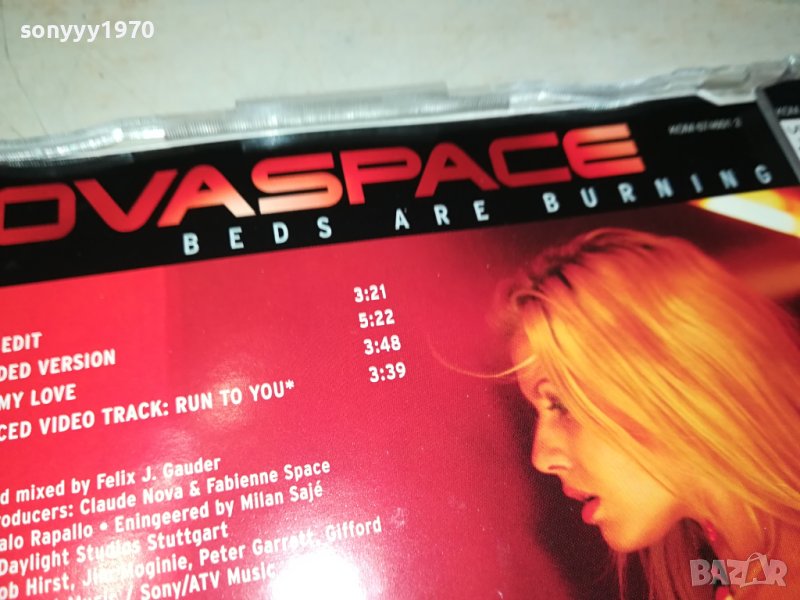 sonyyy1970
OVASPACE
BEDS ARE BURNING
3:21
EDIT 5:22
DED VERSION 3:48
MY LOVE 3:39
CED VIDEO TRACK: RUN TO YOU*
d mixed by Felix J. Gauder
roducers: Claude Nova & Fabienne Space
alo Rapallo • Eningeered by Milan Sajé
Daylight Studios Stuttgart
ob Hirst, Jim Moginie, Peter Garrett, Gifford
/ Sony/ATV Music
BAZAR